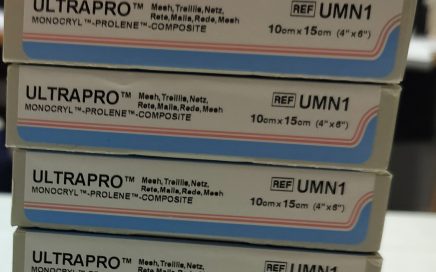 ULTRAPRO™ Mesh, Treillis, Netz, REF UMN1
MONOCRYL™-PROLENE™-COMPOSITE Rete, Malla, Rede, Mesh 10cm x 15cm (4"x6")
ULTRAPRO™ Mesh, Treillis, Netz, REF UMN1
MONOCRYL™-PROLENE™-COMPOSITE Rete, Malla, Rede, Mesh 10cm x 15cm (4"x6")
ULTRAPRO™ Mesh, Treillis, Netz, REF UMN1
MONOCRYL™-PROLENE™-COMPOSITE Rete, Malla, Rede, Mesh 10cm x 15cm (4"x6")
ULTRAPRO™ Mesh, Treillis, Netz, REF UMN1
Rete, Malla, Rede, Mesh